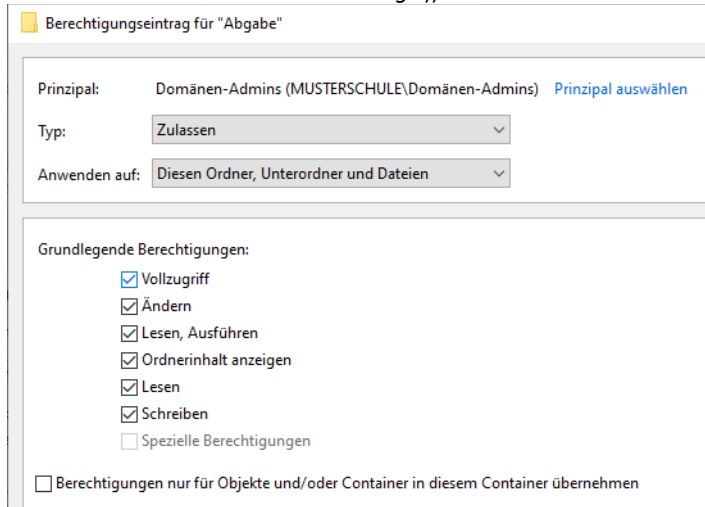 Berechtigungseintrag für "Abgabe"
Prinzipal: Domänen-Admins (MUSTERSCHULE\Domänen-Admins) Prinzipal auswählen
Typ: Zulassen
Anwenden auf: Diesen Ordner, Unterordner und Dateien
Grundlegende Berechtigungen:
Vollzugriff
Ändern
Lesen, Ausführen
Ordnerinhalt anzeigen
Lesen
Schreiben
Spezielle Berechtigungen
Berechtigungen nur für Objekte und/oder Container in diesem Container übernehmen